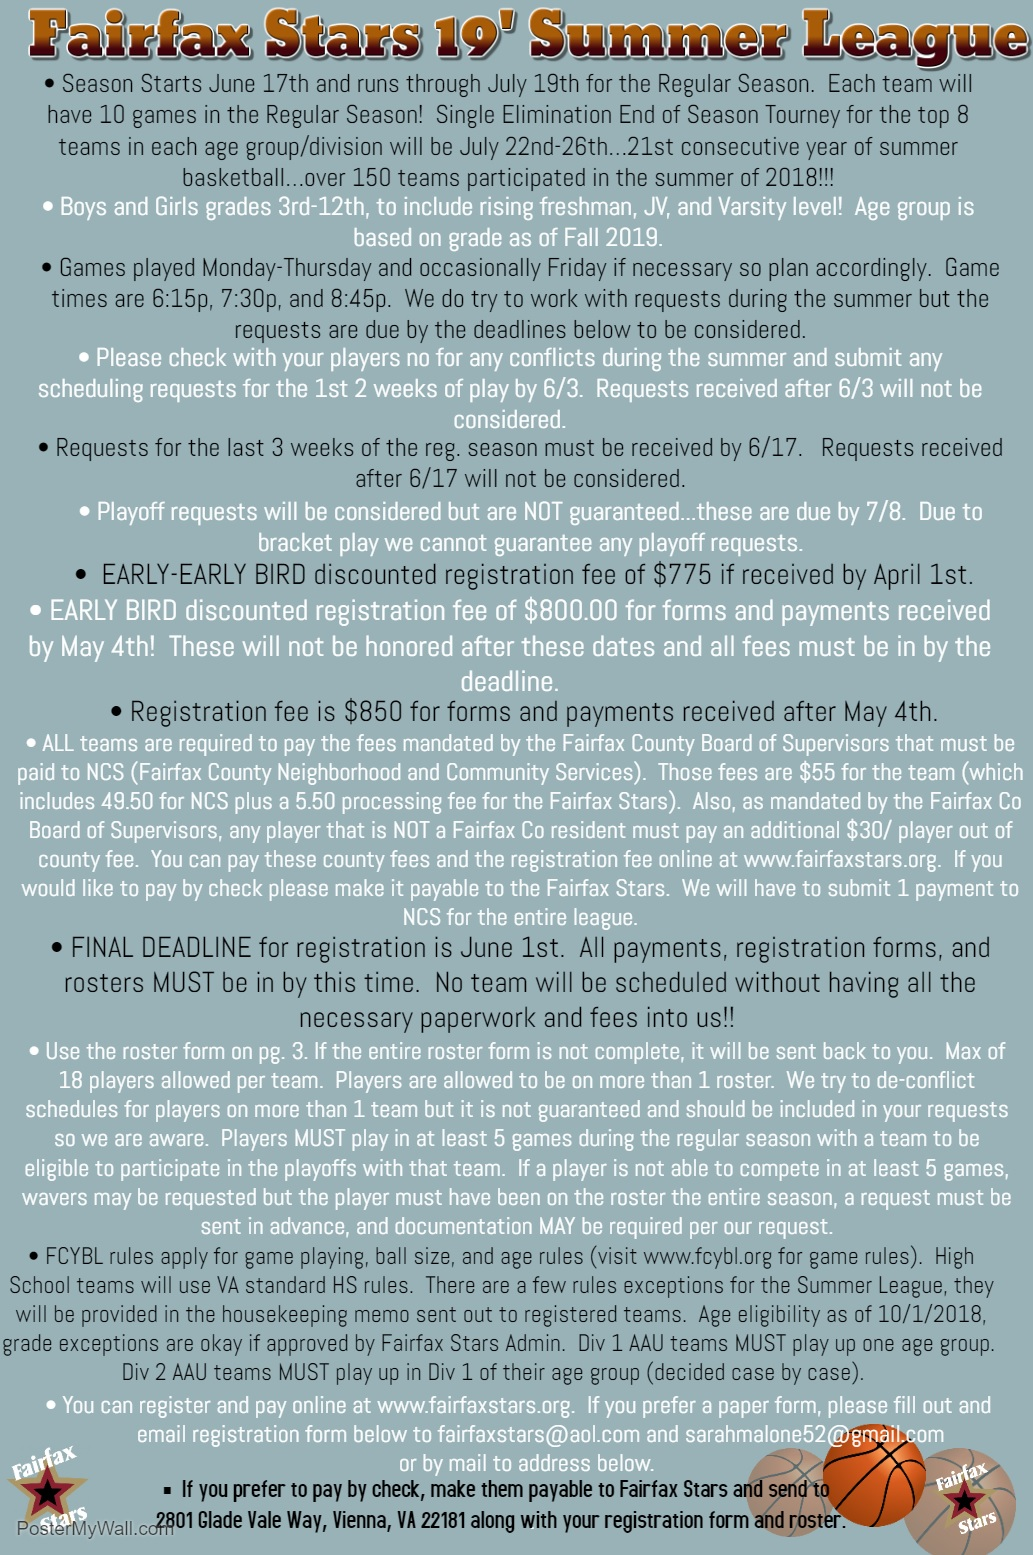 Fairfax Stars 19' Summer League
• Season Starts June 17th and runs through July 19th for the Regular Season.  Each team will
have 10 games in the Regular Season!  Single Elimination End of Season Tourney for the top 8
teams in each age group/division will be July 22nd-26th...21st consecutive year of summer
basketball...over 150 teams participated in the summer of 2018!!!
• Boys and Girls grades 3rd-12th, to include rising freshman, JV, and Varsity level!  Age group is
based on grade as of Fall 2019.
• Games played Monday-Thursday and occasionally Friday if necessary so plan accordingly.  Game
times are 6:15p, 7:30p, and 8:45p.  We do try to work with requests during the summer but the
requests are due by the deadlines below to be considered.
• Please check with your players no for any conflicts during the summer and submit any
scheduling requests for the 1st 2 weeks of play by 6/3.  Requests received after 6/3 will not be
considered.
• Requests for the last 3 weeks of the reg. season must be received by 6/17.   Requests received
after 6/17 will not be considered.
• Playoff requests will be considered but are NOT guaranteed...these are due by 7/8.  Due to
bracket play we cannot guarantee any playoff requests.
•  EARLY-EARLY BIRD discounted registration fee of $775 if received by April 1st.
• EARLY BIRD discounted registration fee of $800.00 for forms and payments received
by May 4th!  These will not be honored after these dates and all fees must be in by the
deadline.
• Registration fee is $850 for forms and payments received after May 4th.
• ALL teams are required to pay the fees mandated by the Fairfax County Board of Supervisors that must be
paid to NCS (Fairfax County Neighborhood and Community Services).  Those fees are $55 for the team (which
includes 49.50 for NCS plus a 5.50 processing fee for the Fairfax Stars).  Also, as mandated by the Fairfax Co
Board of Supervisors, any player that is NOT a Fairfax Co resident must pay an additional $30/ player out of
county fee.  You can pay these county fees and the registration fee online at www.fairfaxstars.org.  If you
would like to pay by check please make it payable to the Fairfax Stars.  We will have to submit 1 payment to
NCS for the entire league.
• FINAL DEADLINE for registration is June 1st.  All payments, registration forms, and
rosters MUST be in by this time.  No team will be scheduled without having all the
necessary paperwork and fees into us!!
• Use the roster form on pg. 3. If the entire roster form is not complete, it will be sent back to you.  Max of
18 players allowed per team.  Players are allowed to be on more than 1 roster.  We try to de-conflict
schedules for players on more than 1 team but it is not guaranteed and should be included in your requests
so we are aware.  Players MUST play in at least 5 games during the regular season with a team to be
eligible to participate in the playoffs with that team.  If a player is not able to compete in at least 5 games,
wavers may be requested but the player must have been on the roster the entire season, a request must be
sent in advance, and documentation MAY be required per our request.
• FCYBL rules apply for game playing, ball size, and age rules (visit www.fcybl.org for game rules).  High
School teams will use VA standard HS rules.  There are a few rules exceptions for the Summer League, they
will be provided in the housekeeping memo sent out to registered teams.  Age eligibility as of 10/1/2018,
grade exceptions are okay if approved by Fairfax Stars Admin.  Div 1 AAU teams MUST play up one age group.
Div 2 AAU teams MUST play up in Div 1 of their age group (decided case by case).
• You can register and pay online at www.fairfaxstars.org.  If you prefer a paper form, please fill out and
email registration form below to fairfaxstars@aol.com and sarahmalone52@gmail.com
or by mail to address below.
▪ If you prefer to pay by check, make them payable to Fairfax Stars and send to
2801 Glade Vale Way, Vienna, VA 22181 along with your registration form and roster.
Fairfax
Stars
Fairfax
Stars
PosterMyWall.com